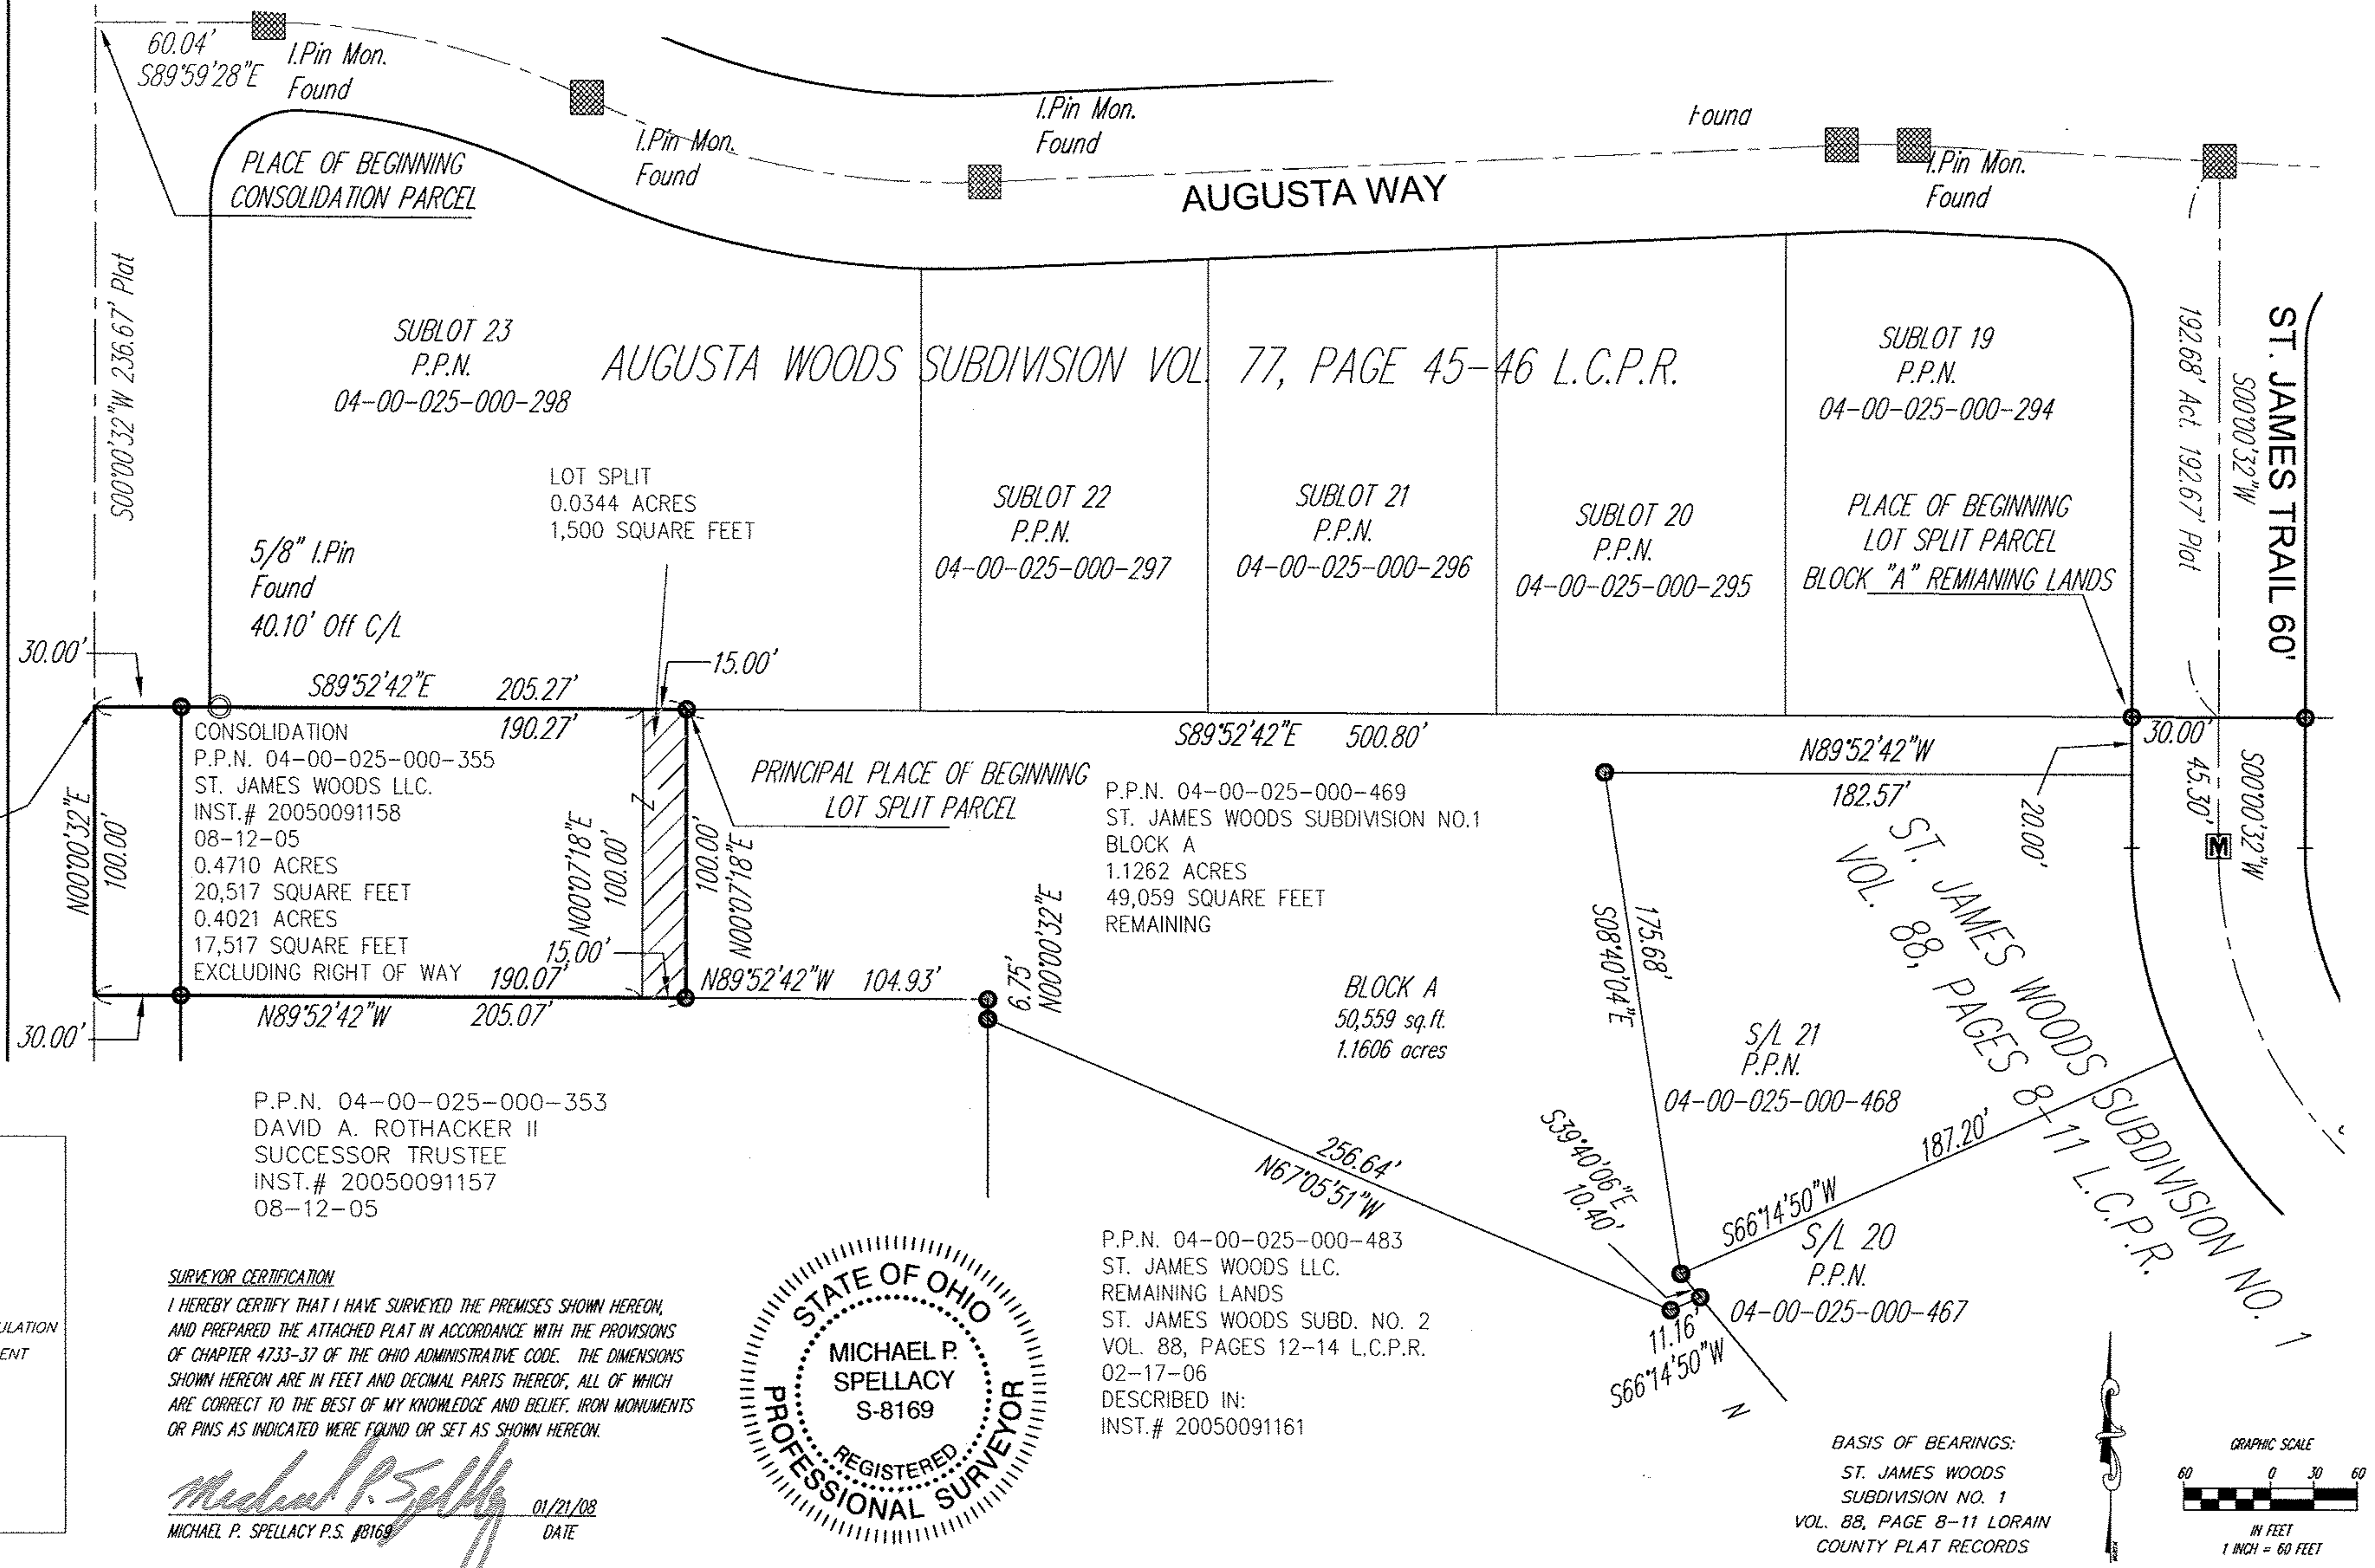 60.04'
S89°59'28"E
I.Pin Mon.
Found
I.Pin Mon.
Found
I.Pin Mon.
Found
Found
I.Pin Mon.
Found
PLACE OF BEGINNING
CONSOLIDATION PARCEL
AUGUSTA WAY
S00°00'32"W 236.67' Plat
SUBLOT 23
P.P.N.
04-00-025-000-298
AUGUSTA WOODS SUBDIVISION VOL. 77, PAGE 45-46 L.C.P.R.
SUBLOT 19
P.P.N.
04-00-025-000-294
192.68' Act. 192.67' Plat
S00°00'32"W
ST. JAMES TRAIL 60'
LOT SPLIT
0.0344 ACRES
1,500 SQUARE FEET
SUBLOT 22
P.P.N.
04-00-025-000-297
SUBLOT 21
P.P.N.
04-00-025-000-296
SUBLOT 20
P.P.N.
04-00-025-000-295
PLACE OF BEGINNING
LOT SPLIT PARCEL
BLOCK "A" REMIANING LANDS
5/8" I.Pin
Found
40.10' Off C/L
30.00'
15.00'
S89°52'42"E 205.27'
190.27'
CONSOLIDATION
P.P.N. 04-00-025-000-355
ST. JAMES WOODS LLC.
INST.# 20050091158
08-12-05
0.4710 ACRES
20,517 SQUARE FEET
0.4021 ACRES
17,517 SQUARE FEET
EXCLUDING RIGHT OF WAY
190.07'
N00°00'32"E
100.00'
N00°07'18"E
100.00'
Z
100.00'
N00°07'18"E
15.00'
30.00'
N89°52'42"W 205.07'
PRINCIPAL PLACE OF BEGINNING
LOT SPLIT PARCEL
S89°52'42"E 500.80'
P.P.N. 04-00-025-000-469
ST. JAMES WOODS SUBDIVISION NO.1
BLOCK A
1.1262 ACRES
49,059 SQUARE FEET
REMAINING
N89°52'42"W
182.57'
30.00'
20.00'
45.30'
S00°00'32"W
M
N89°52'42"W 104.93'
6.75'
N00°00'32"E
BLOCK A
50,559 sq.ft.
1.1606 acres
175.68'
S08°40'04"E
ST. JAMES WOODS SUBDIVISION NO. 1
VOL. 88, PAGES 8-11 L.C.P.R.
S/L 21
P.P.N.
04-00-025-000-468
187.20'
S66°14'50"W
S39°40'06"E
10.40'
256.64'
N67°05'51"W
S/L 20
P.P.N.
04-00-025-000-467
11.16'
S66°14'50"W
N
P.P.N. 04-00-025-000-353
DAVID A. ROTHACKER II
SUCCESSOR TRUSTEE
INST.# 20050091157
08-12-05
P.P.N. 04-00-025-000-483
ST. JAMES WOODS LLC.
REMAINING LANDS
ST. JAMES WOODS SUBD. NO. 2
VOL. 88, PAGES 12-14 L.C.P.R.
02-17-06
DESCRIBED IN:
INST.# 20050091161
ULATION
ENT
SURVEYOR CERTIFICATION
I HEREBY CERTIFY THAT I HAVE SURVEYED THE PREMISES SHOWN HEREON,
AND PREPARED THE ATTACHED PLAT IN ACCORDANCE WITH THE PROVISIONS
OF CHAPTER 4733-37 OF THE OHIO ADMINISTRATIVE CODE. THE DIMENSIONS
SHOWN HEREON ARE IN FEET AND DECIMAL PARTS THEREOF, ALL OF WHICH
ARE CORRECT TO THE BEST OF MY KNOWLEDGE AND BELIEF. IRON MONUMENTS
OR PINS AS INDICATED WERE FOUND OR SET AS SHOWN HEREON.
Michael P. Spellacy
01/21/08
MICHAEL P. SPELLACY P.S. #8169 DATE
STATE OF OHIO
MICHAEL P.
SPELLACY
S-8169
REGISTERED
PROFESSIONAL SURVEYOR
BASIS OF BEARINGS:
ST. JAMES WOODS
SUBDIVISION NO. 1
VOL. 88, PAGE 8-11 LORAIN
COUNTY PLAT RECORDS
GRAPHIC SCALE
60 0 30 60
IN FEET
1 INCH = 60 FEET